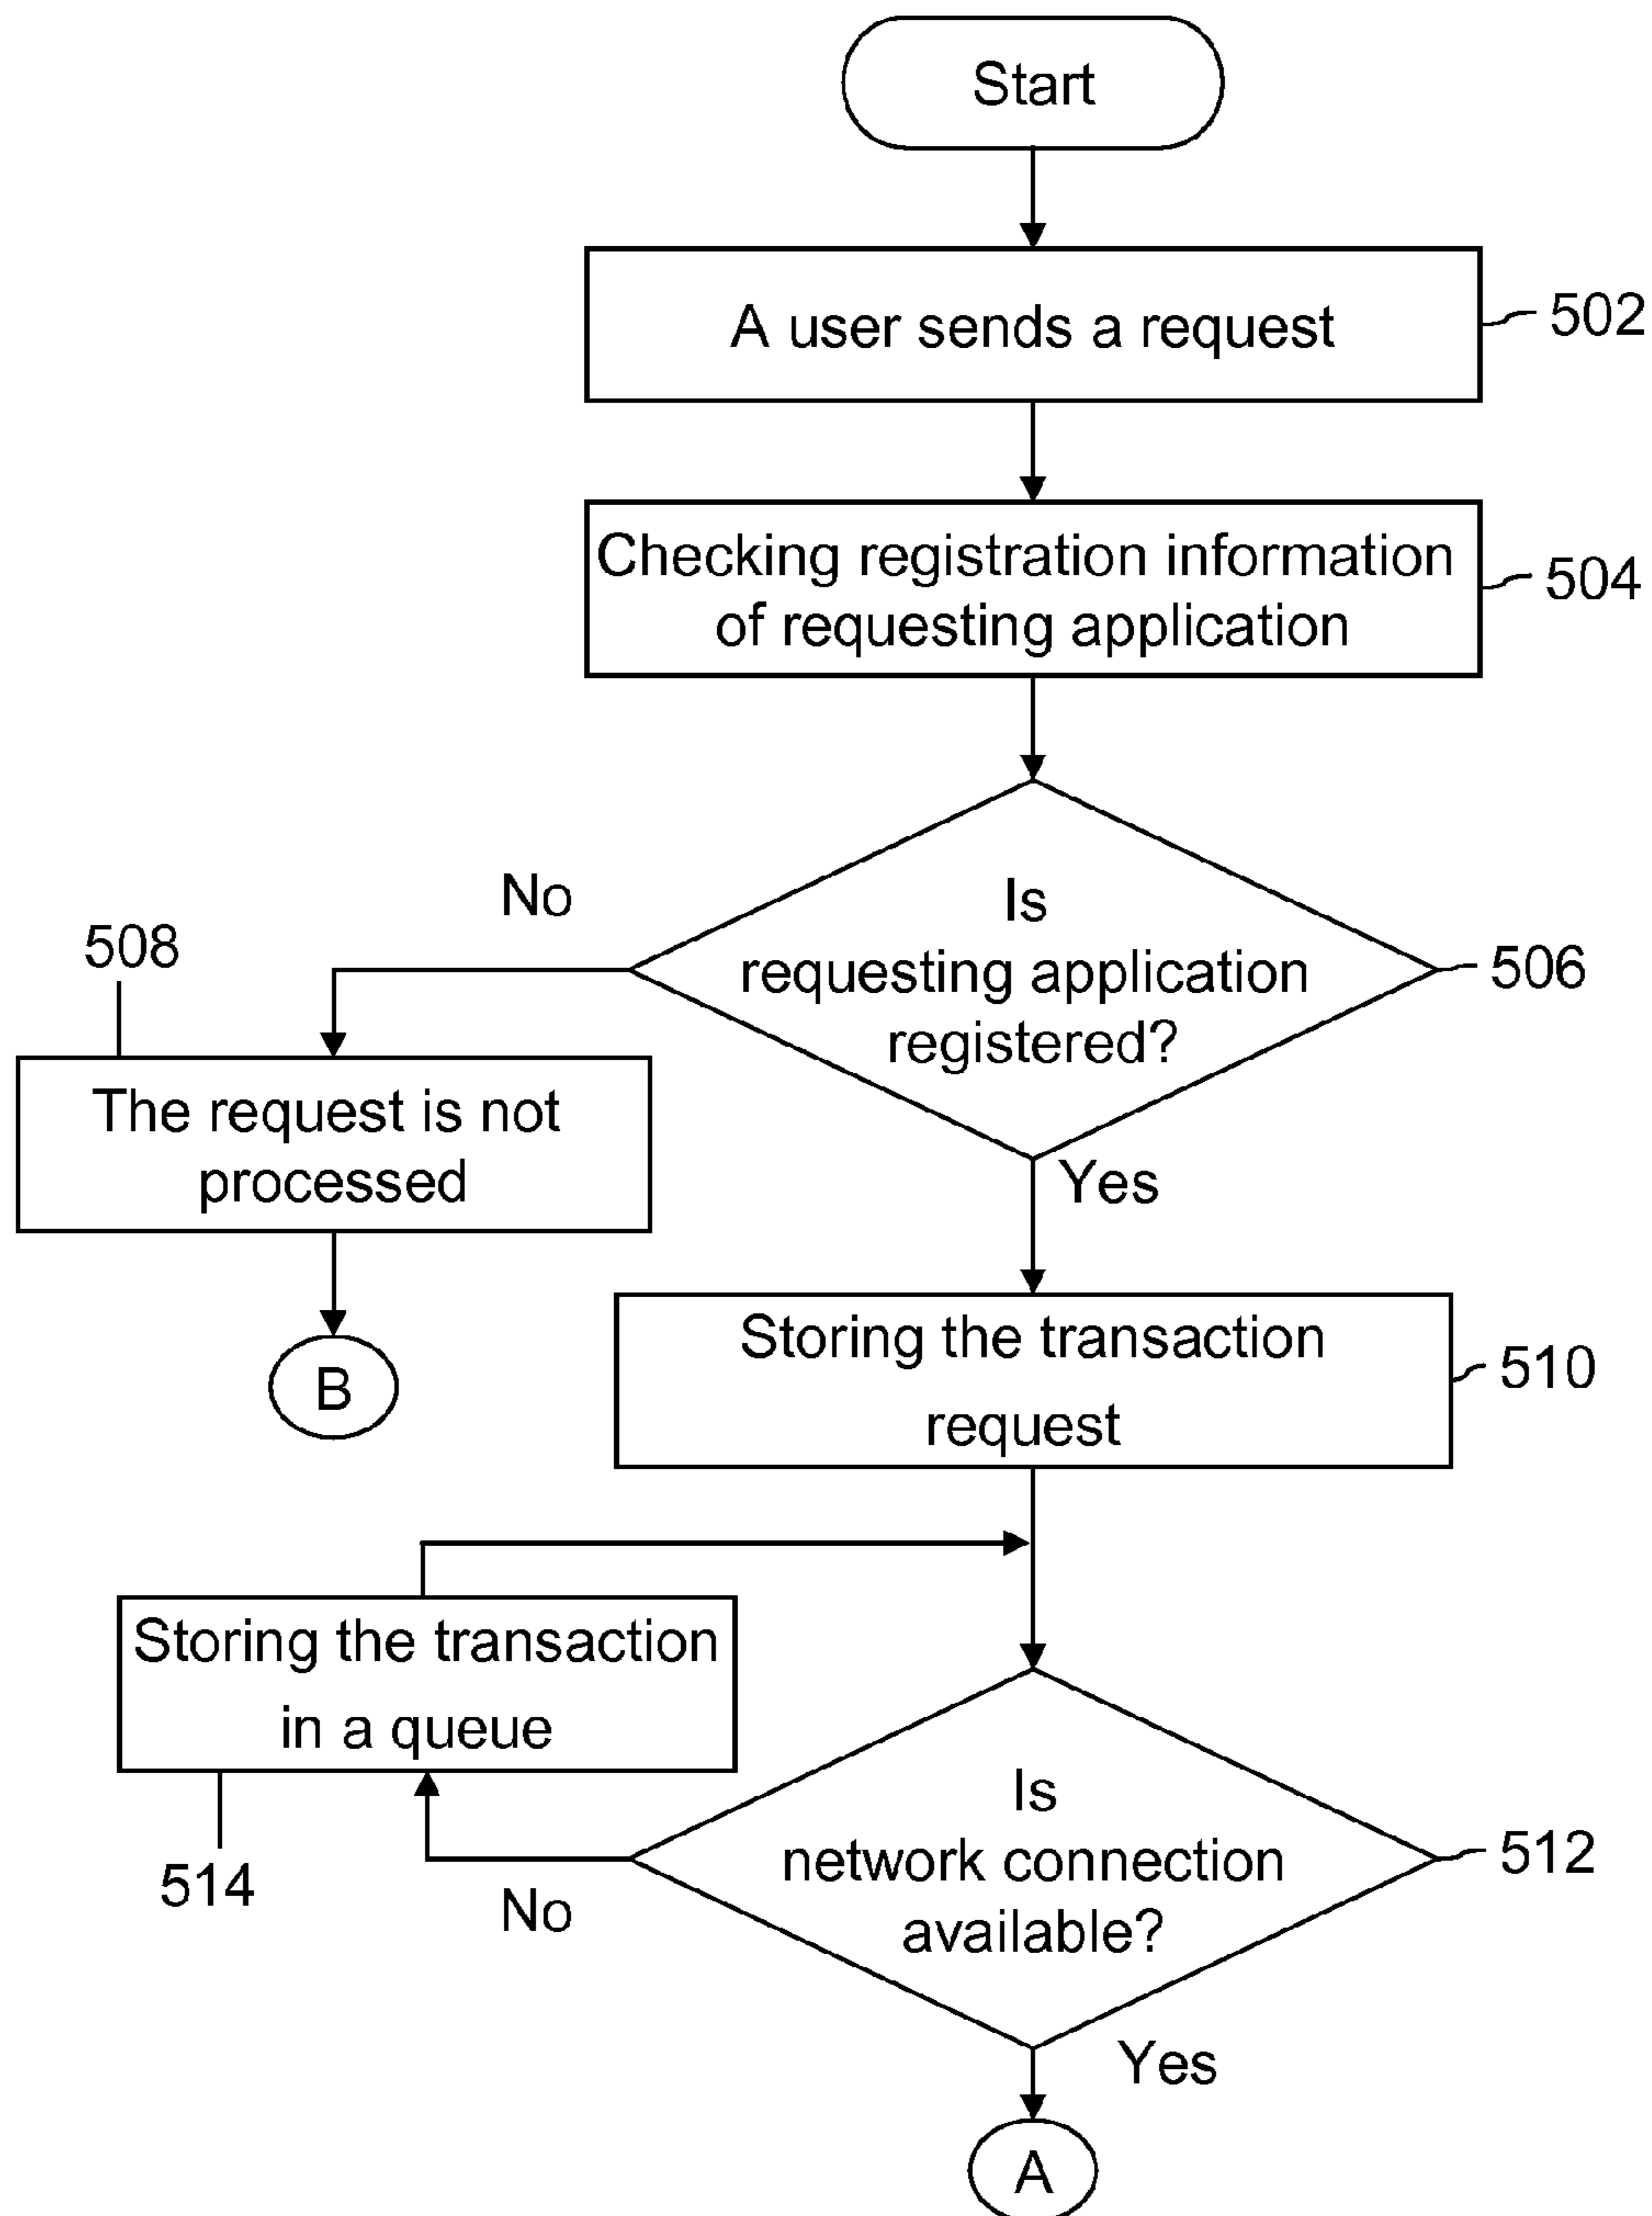 Start
A user sends a request
502
Checking registration information
of requesting application
504
No
Is
requesting application
registered?
506
508
The request is not
processed
Yes
B
Storing the transaction
request
510
Storing the transaction
in a queue
514
No
Is
network connection
available?
512
Yes
A